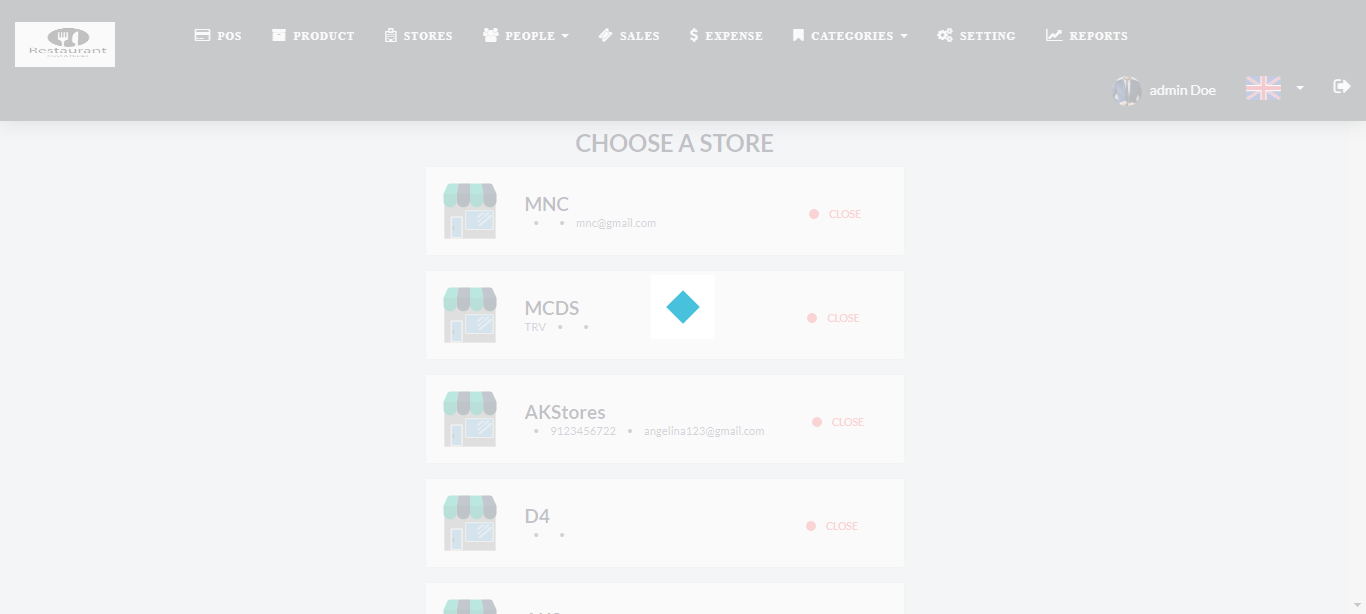 Restaurant
POS
PRODUCT
STORES
PEOPLE
SALES
EXPENSE
CATEGORIES
SETTING
REPORTS
admin Doe
CHOOSE A STORE
MNC
• • mnc@gmail.com
CLOSE
MCDS
TRV • •
CLOSE
AKStores
• 9123456722 • angelina123@gmail.com
CLOSE
D4
• •
CLOSE